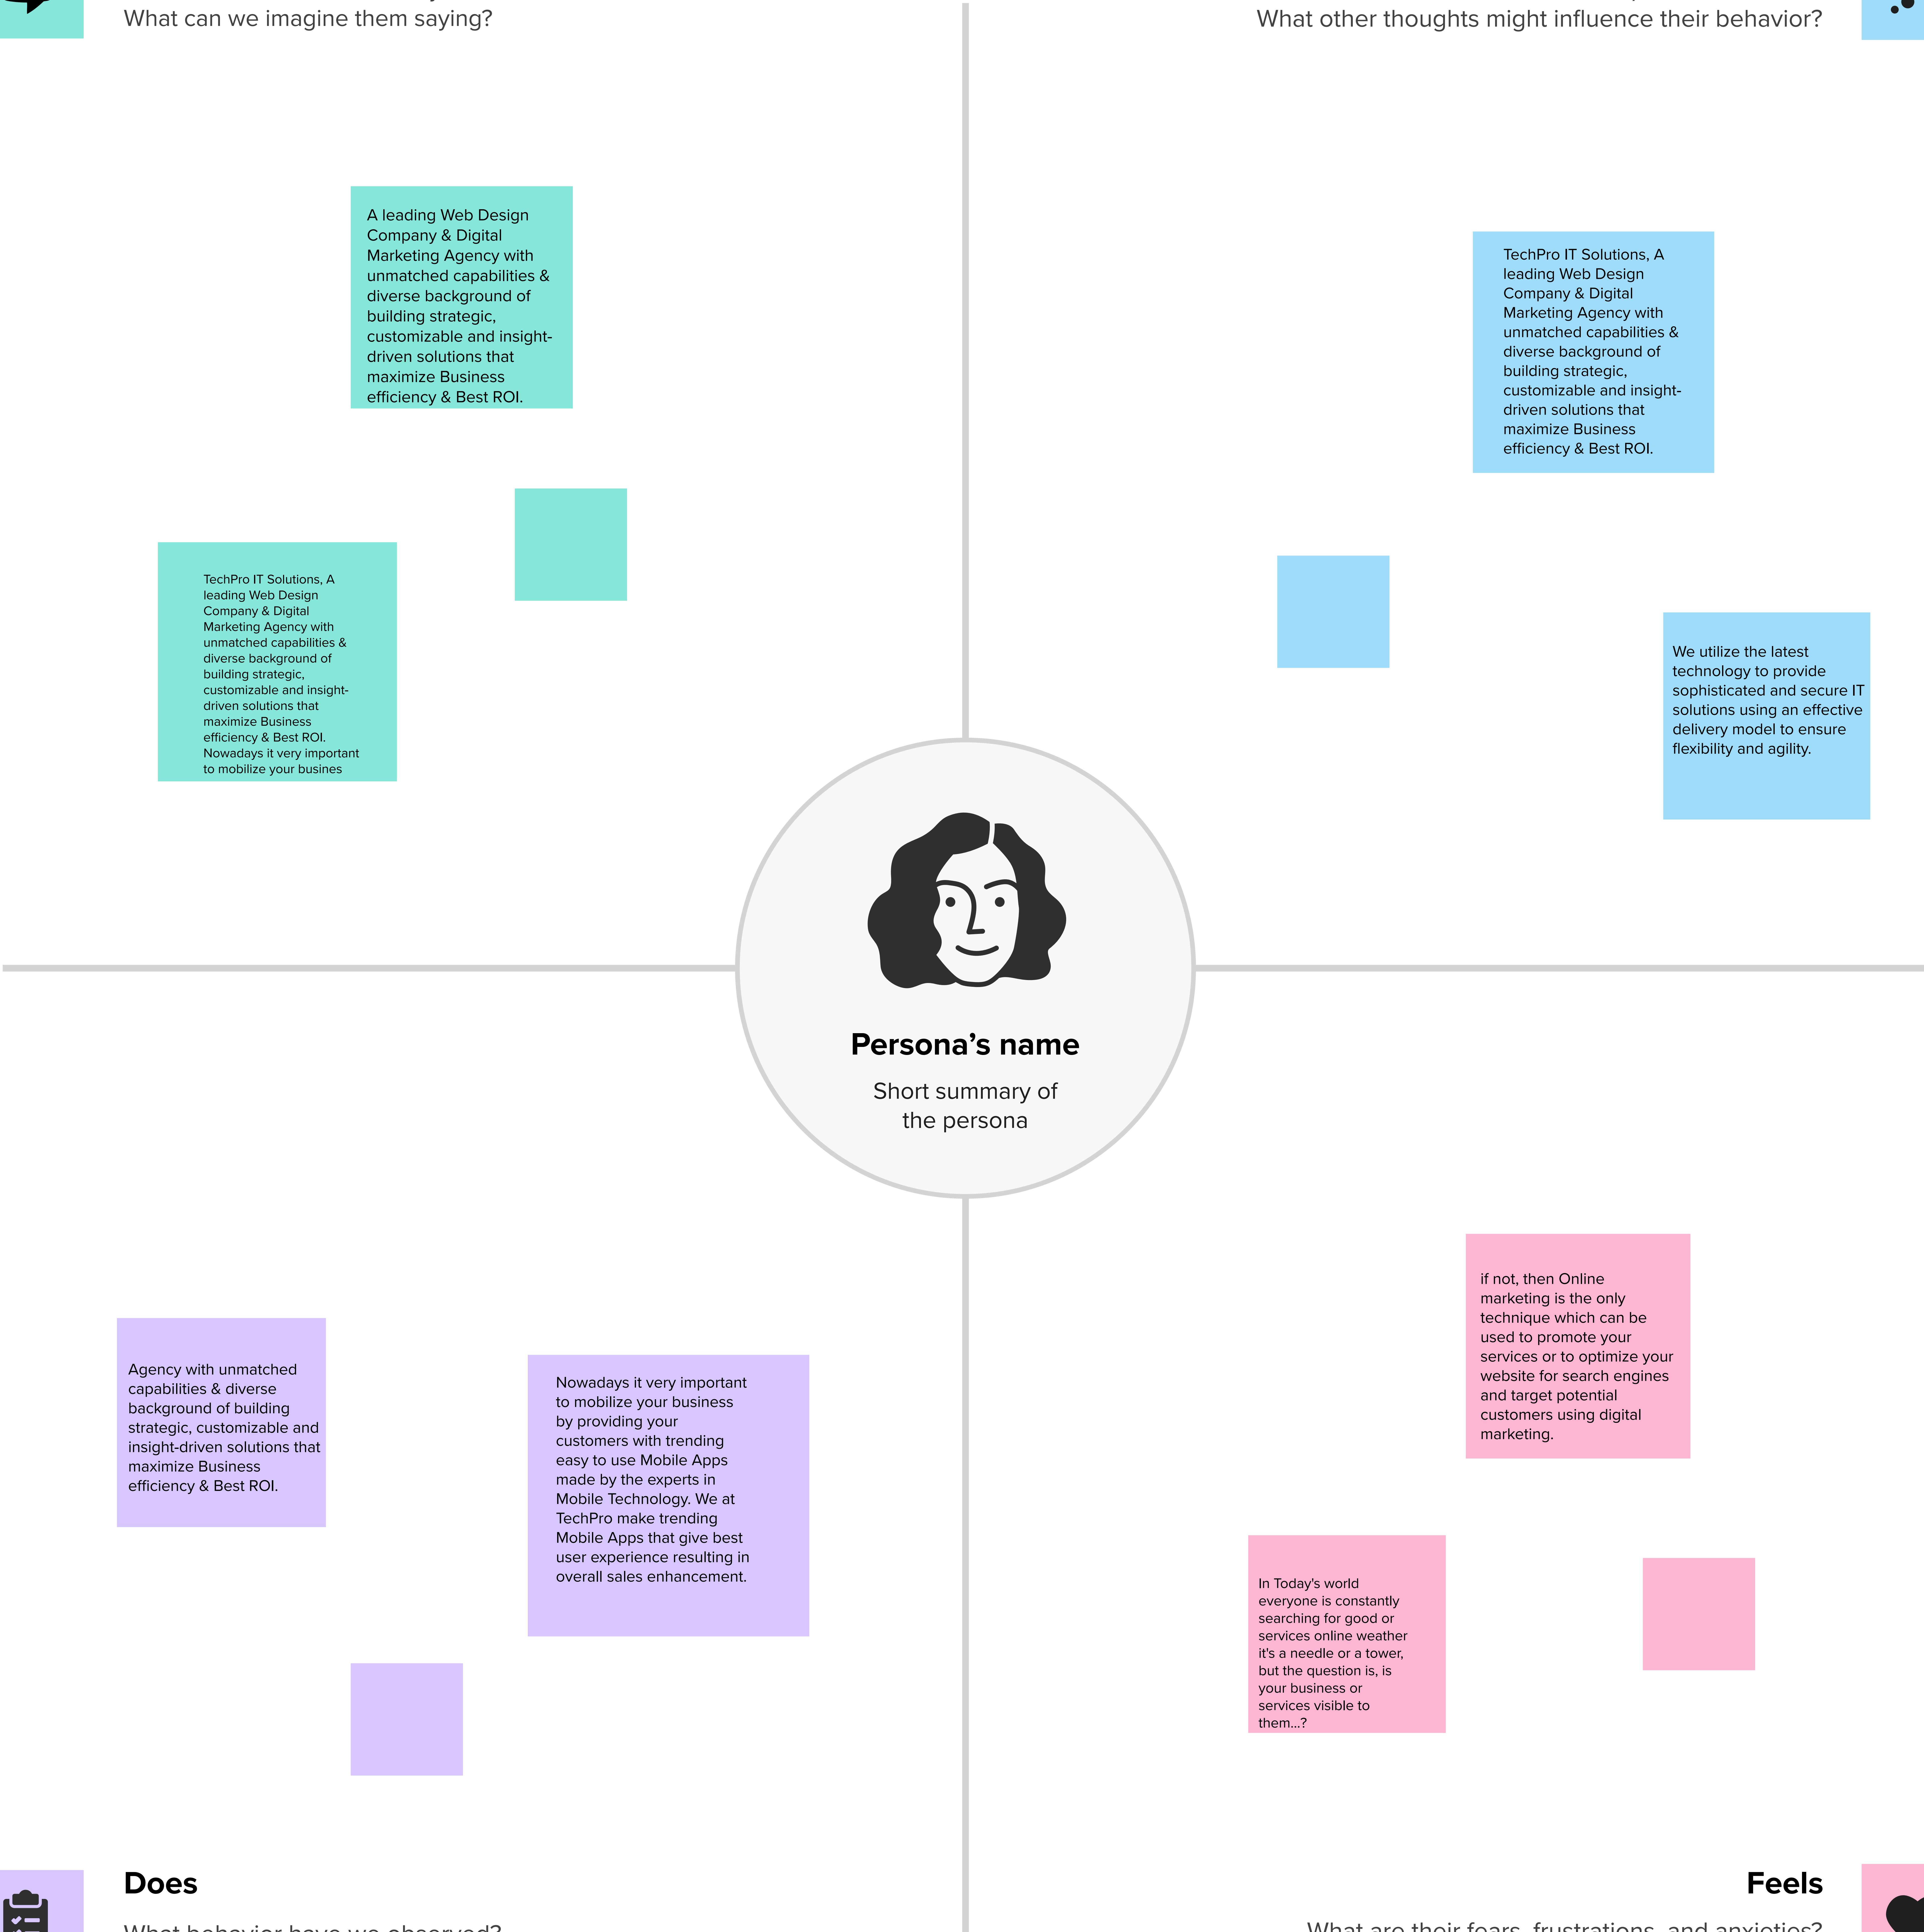 What can we imagine them saying?
What other thoughts might influence their behavior?
A leading Web Design
Company & Digital
Marketing Agency with
unmatched capabilities &
diverse background of
building strategic,
customizable and insight-
driven solutions that
maximize Business
efficiency & Best ROI.
TechPro IT Solutions, A
leading Web Design
Company & Digital
Marketing Agency with
unmatched capabilities &
diverse background of
building strategic,
customizable and insight-
driven solutions that
maximize Business
efficiency & Best ROI.
Nowadays it very important
to mobilize your busines
TechPro IT Solutions, A
leading Web Design
Company & Digital
Marketing Agency with
unmatched capabilities &
diverse background of
building strategic,
customizable and insight-
driven solutions that
maximize Business
efficiency & Best ROI.
We utilize the latest
technology to provide
sophisticated and secure IT
solutions using an effective
delivery model to ensure
flexibility and agility.
Persona’s name
Short summary of
the persona
Agency with unmatched
capabilities & diverse
background of building
strategic, customizable and
insight-driven solutions that
maximize Business
efficiency & Best ROI.
Nowadays it very important
to mobilize your business
by providing your
customers with trending
easy to use Mobile Apps
made by the experts in
Mobile Technology. We at
TechPro make trending
Mobile Apps that give best
user experience resulting in
overall sales enhancement.
if not, then Online
marketing is the only
technique which can be
used to promote your
services or to optimize your
website for search engines
and target potential
customers using digital
marketing.
In Today's world
everyone is constantly
searching for good or
services online weather
it's a needle or a tower,
but the question is, is
your business or
services visible to
them...?
Does
What behavior have we observed?
Feels
What are their fears, frustrations, and anxieties?